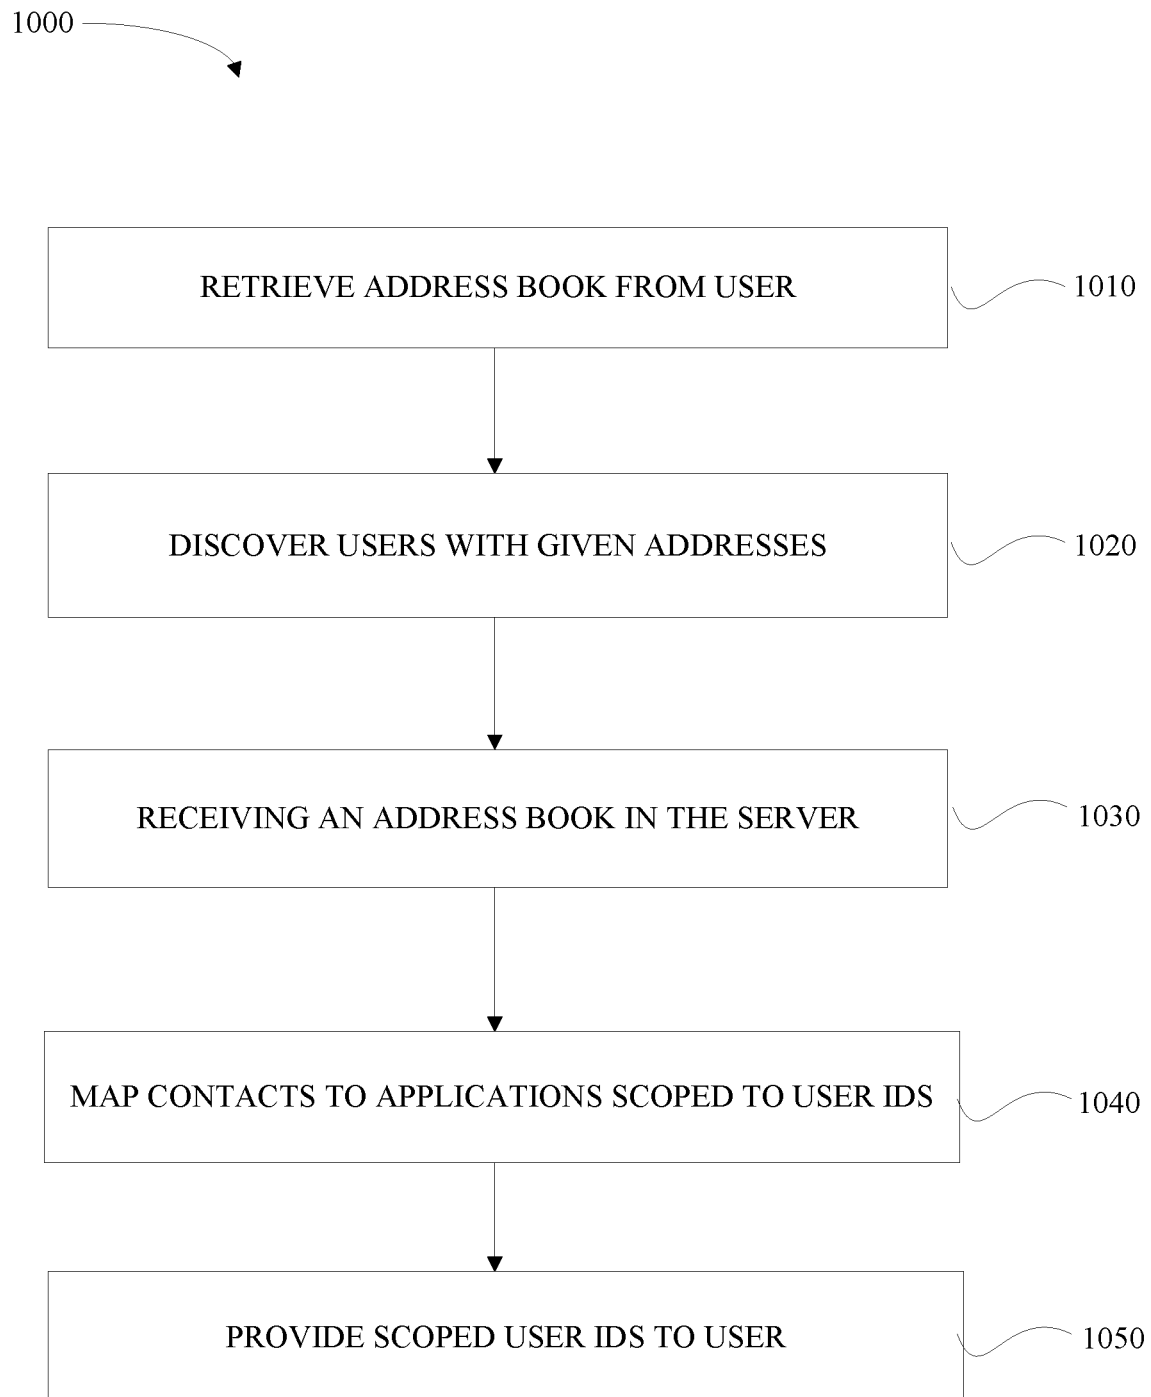 1000
RETRIEVE ADDRESS BOOK FROM USER
1010
DISCOVER USERS WITH GIVEN ADDRESSES
1020
RECEIVING AN ADDRESS BOOK IN THE SERVER
1030
MAP CONTACTS TO APPLICATIONS SCOPED TO USER IDS
1040
PROVIDE SCOPED USER IDS TO USER
1050